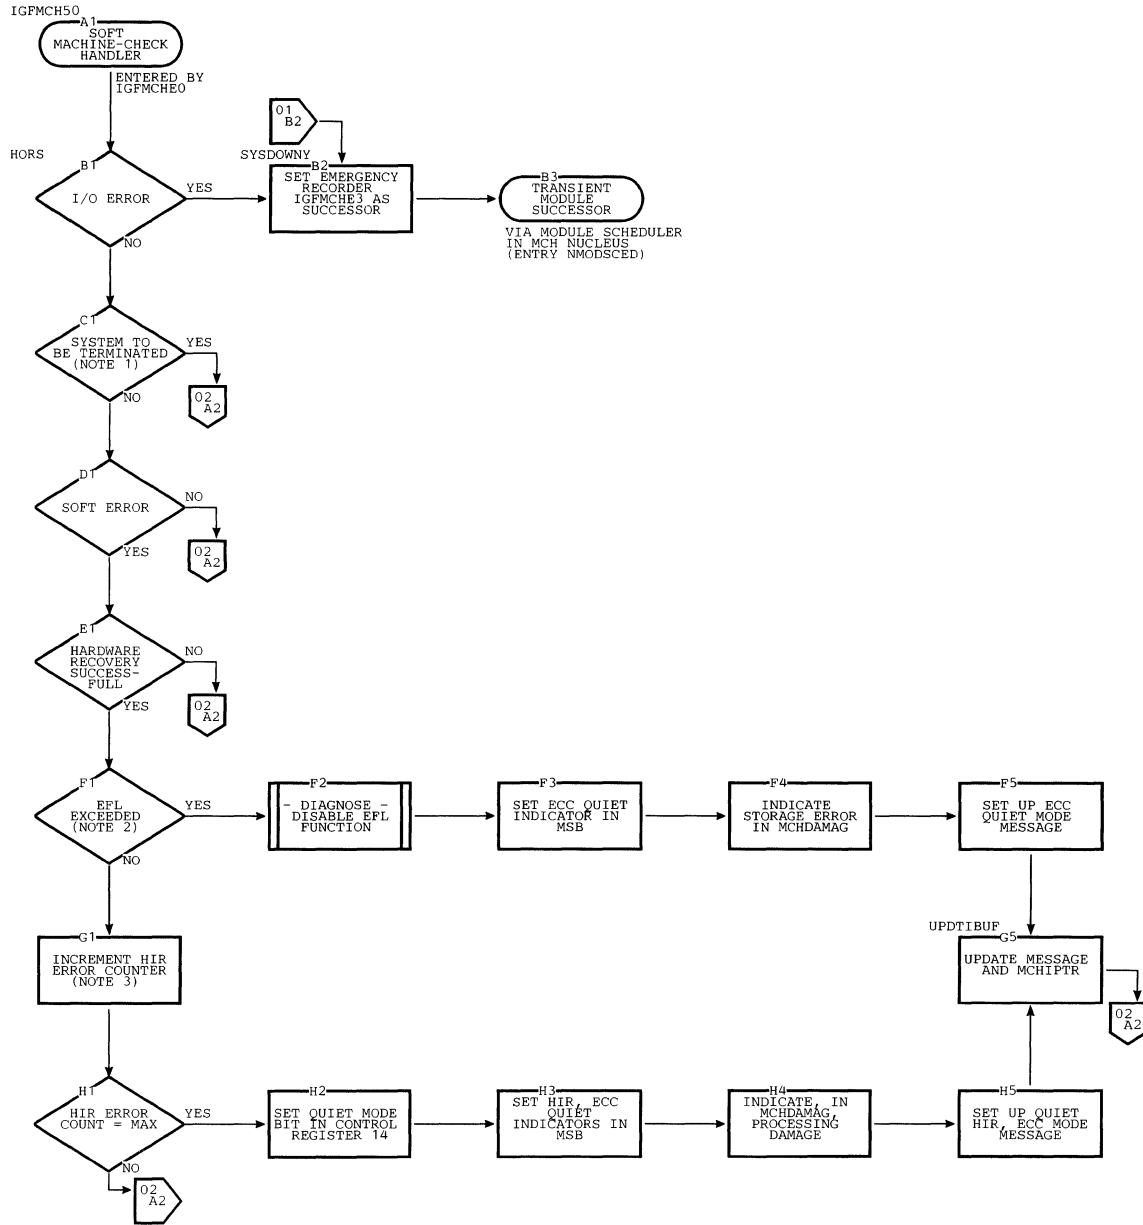 IGFMCH50
A1
SOFT
MACHINE-CHECK
HANDLER
ENTERED BY
IGFMCHE0
01
B2
HORS
B1
I/O ERROR
YES
NO
SYSDOWNY
B2
SET EMERGENCY
RECORDER
IGFMCHE3 AS
SUCCESSOR
B3
TRANSIENT
MODULE
SUCCESSOR
VIA MODULE SCHEDULER
IN MCH NUCLEUS
(ENTRY NMODSCED)
C1
SYSTEM TO
BE TERMINATED
(NOTE 1)
YES
NO
02
A2
D1
SOFT ERROR
NO
YES
02
A2
E1
HARDWARE
RECOVERY
SUCCESS-
FULL
NO
YES
02
A2
F1
EFL
EXCEEDED
(NOTE 2)
YES
NO
F2
- DIAGNOSE -
DISABLE EFL
FUNCTION
F3
SET ECC QUIET
INDICATOR IN
MSB
F4
INDICATE
STORAGE ERROR
IN MCHDAMAG
F5
SET UP ECC
QUIET MODE
MESSAGE
G1
INCREMENT HIR
ERROR COUNTER
(NOTE 3)
UPDTIBUF
G5
UPDATE MESSAGE
AND MCHIPTR
02
A2
H1
HIR ERROR
COUNT = MAX
YES
NO
02
A2
H2
SET QUIET MODE
BIT IN CONTROL
REGISTER 14
H3
SET HIR, ECC
QUIET
INDICATORS IN
MSB
H4
INDICATE, IN
MCHDAMAG,
PROCESSING
DAMAGE
H5
SET UP QUIET
HIR, ECC MODE
MESSAGE